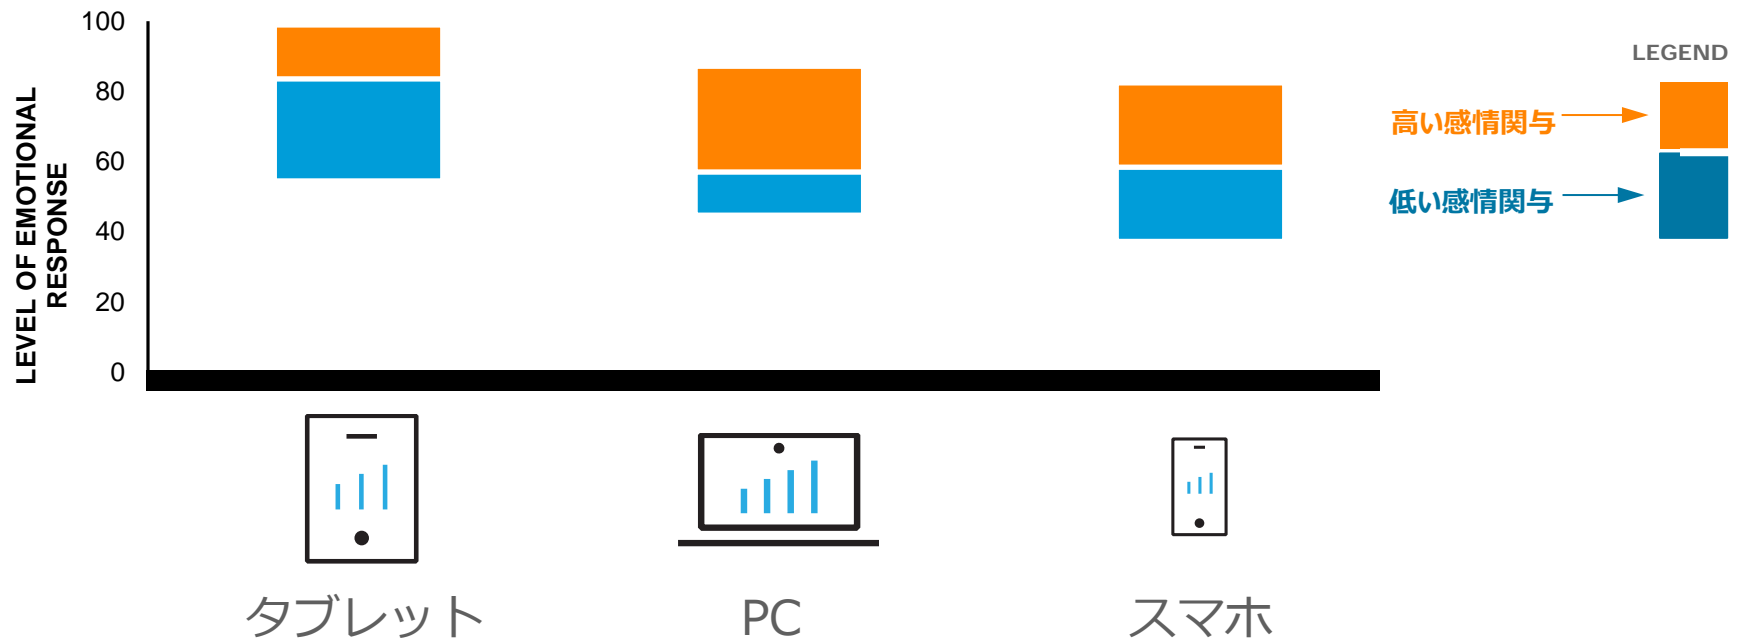 LEVEL OF EMOTIONAL
RESPONSE
100
80
60
40
20
0
LEGEND
高い感情関与
低い感情関与
タブレット
PC
スマホ